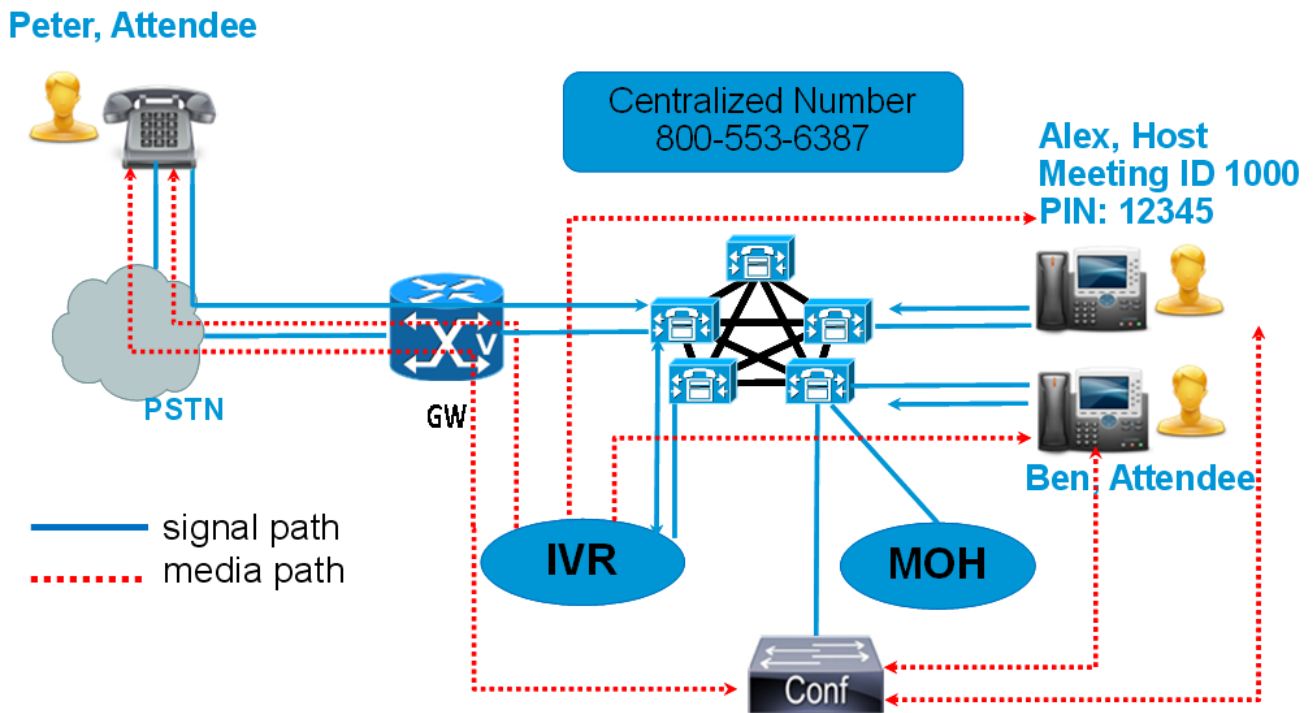 Peter, Attendee
Centralized Number
800-553-6387
Alex, Host
Meeting ID 1000
PIN: 12345
V
PSTN
GW
Ben, Attendee
signal path
media path
IVR
MOH
Conf